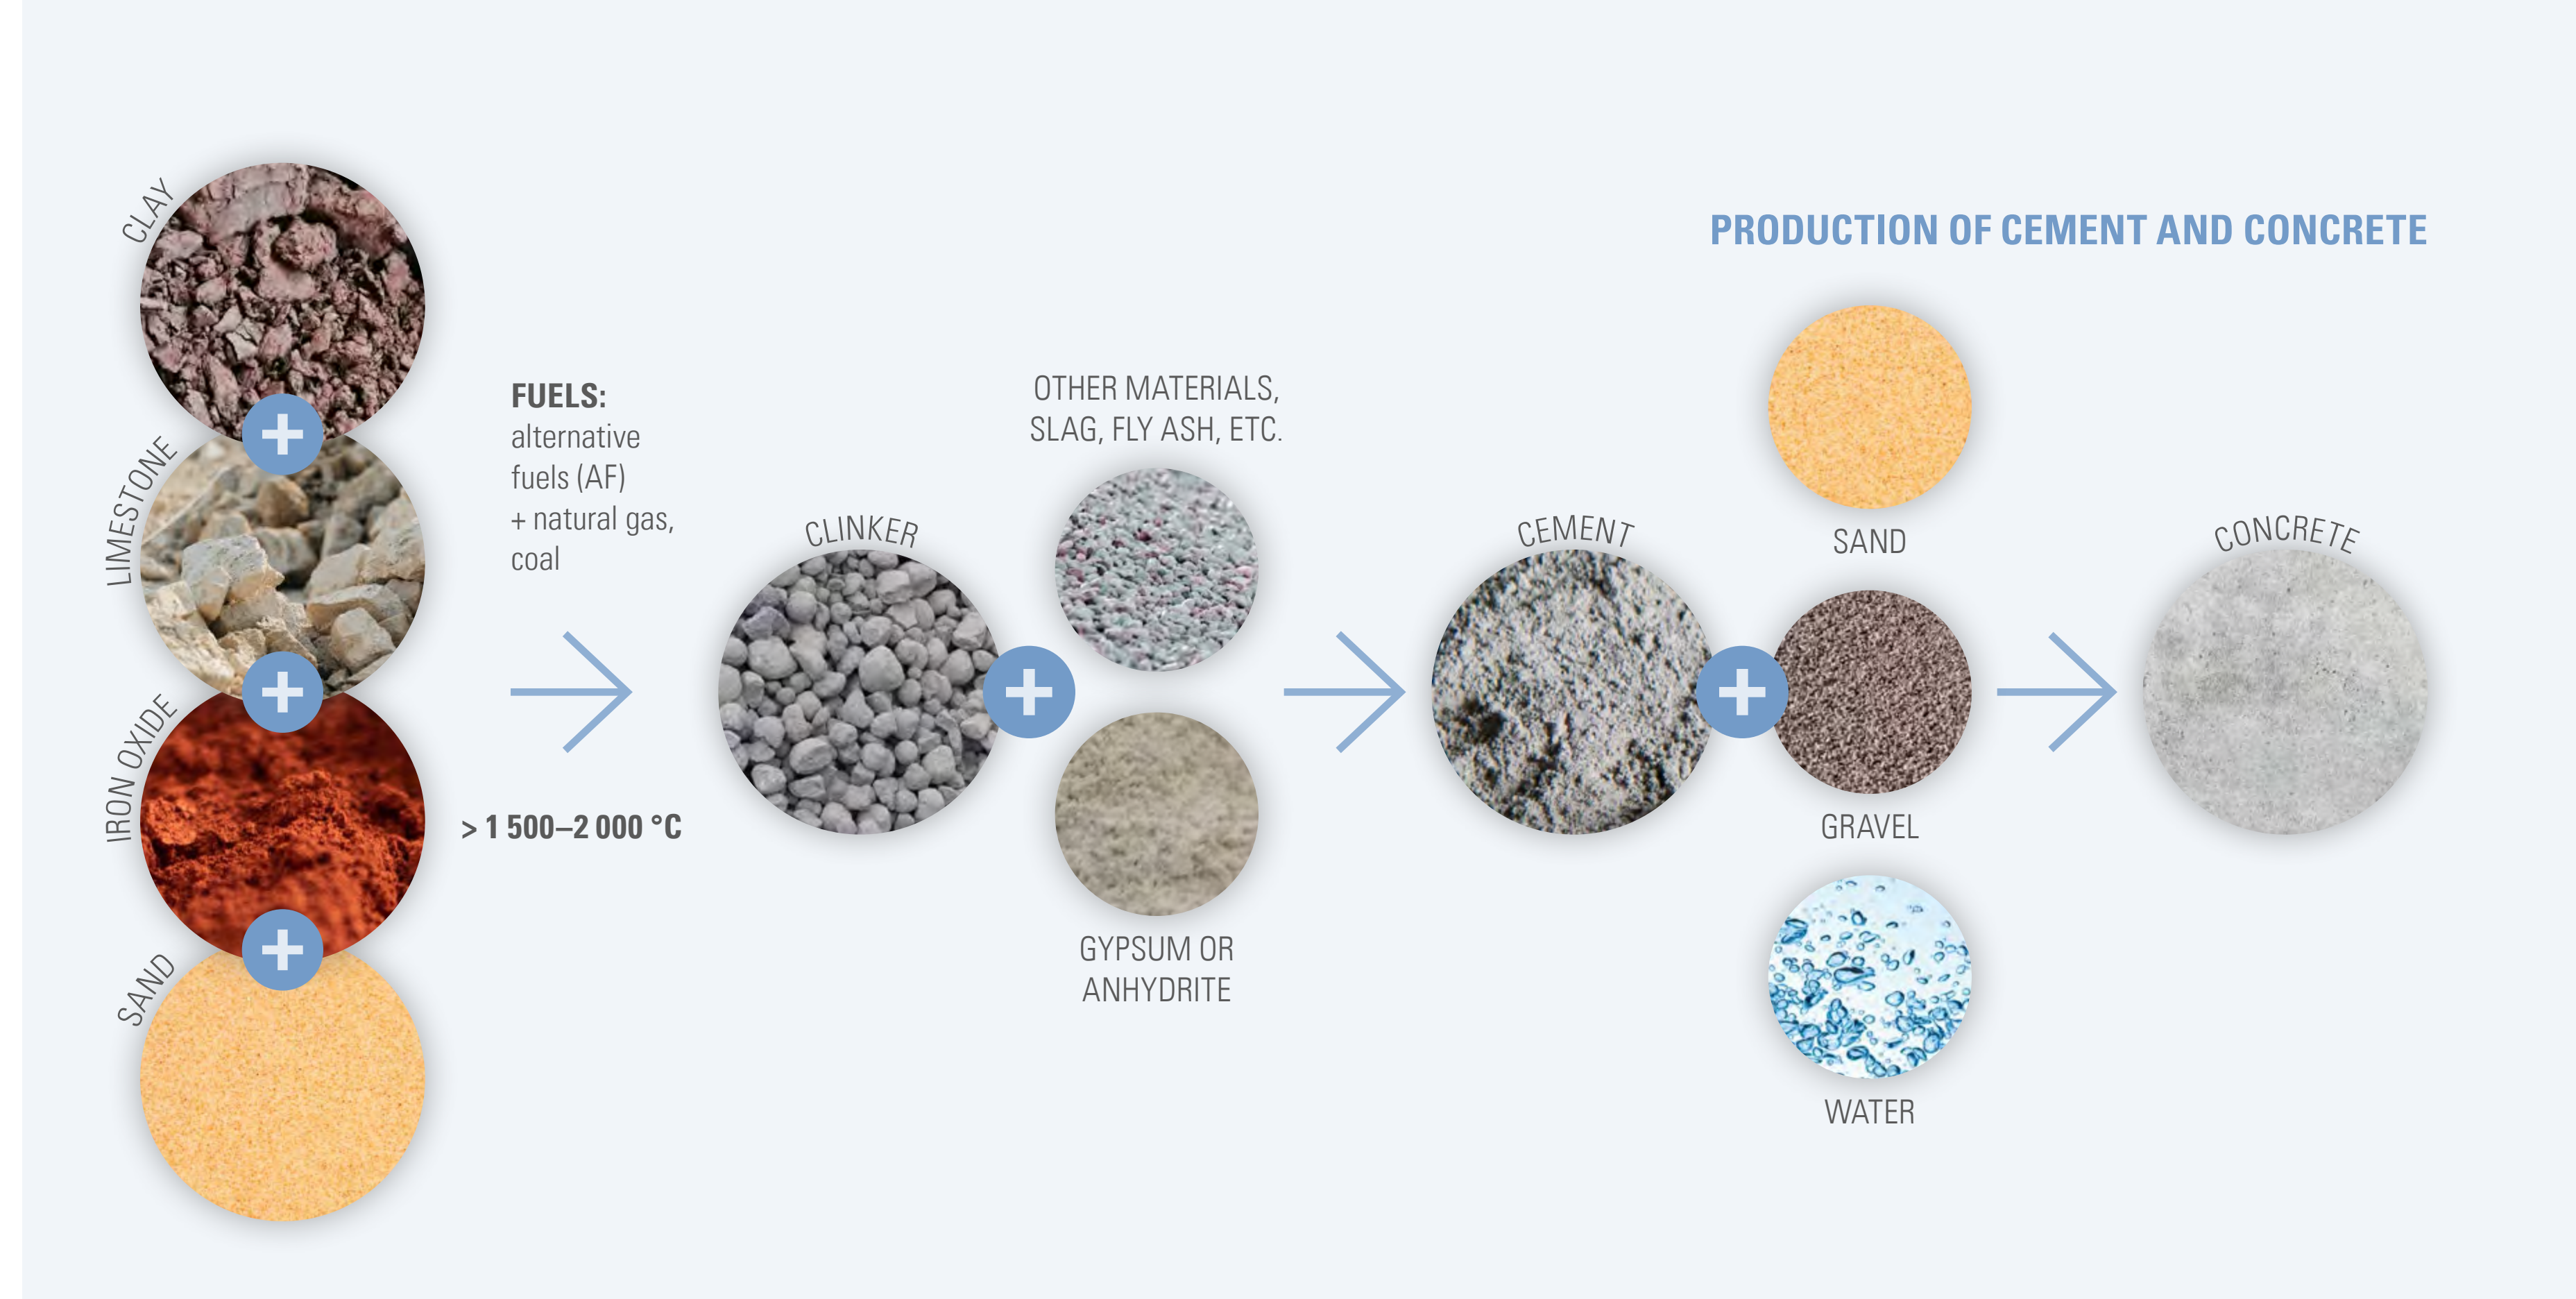 PRODUCTION OF CEMENT AND CONCRETE
CLAY
LIMESTONE
IRON OXIDE
SAND
FUELS:
alternative
fuels (AF)
+ natural gas,
coal
> 1 500–2 000 °C
CLINKER
OTHER MATERIALS,
SLAG, FLY ASH, ETC.
GYPSUM OR
ANHYDRITE
CEMENT
SAND
GRAVEL
WATER
CONCRETE